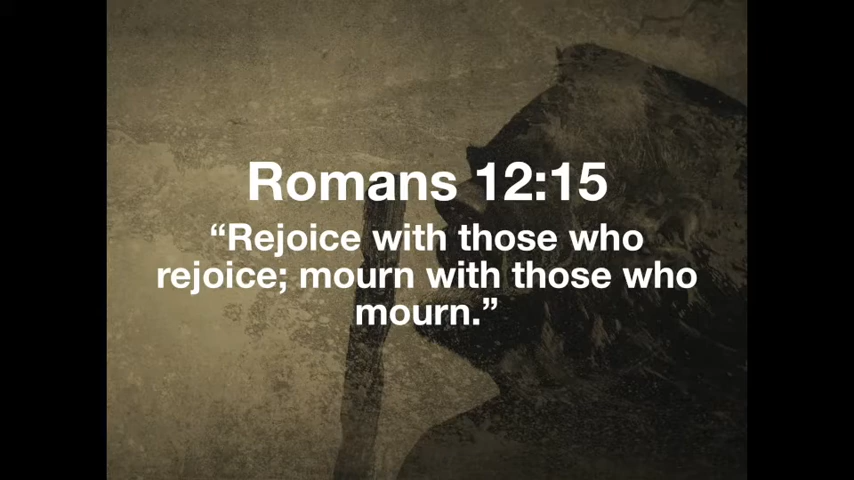 Romans 12:15
“Rejoice with those who
rejoice; mourn with those who
mourn.”